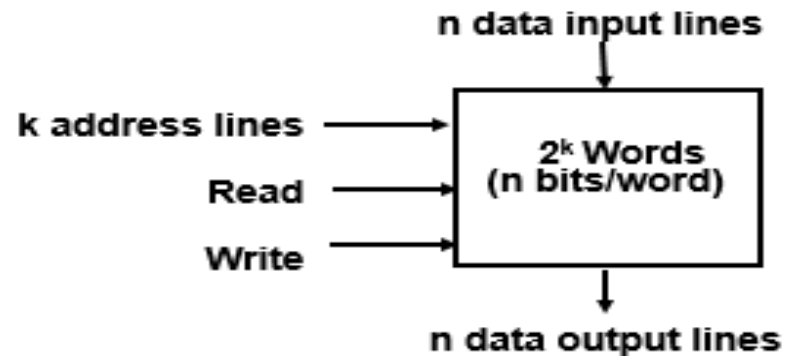 n data input lines
k address lines
2ᵏ Words
(n bits/word)
Read
Write
n data output lines